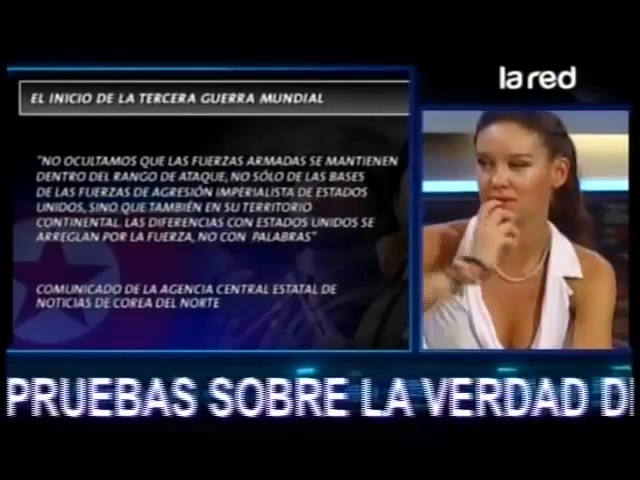 la red
EL INICIO DE LA TERCERA GUERRA MUNDIAL
"NO OCULTAMOS QUE LAS FUERZAS ARMADAS SE MANTIENEN
DENTRO DEL RANGO DE ATAQUE, NO SÓLO DE LAS BASES
DE LAS FUERZAS DE AGRESIÓN IMPERIALISTA DE ESTADOS
UNIDOS, SINO QUE TAMBIÉN EN SU TERRITORIO
CONTINENTAL. LAS DIFERENCIAS CON ESTADOS UNIDOS SE
ARREGLAN POR LA FUERZA, NO CON PALABRAS"
COMUNICADO DE LA AGENCIA CENTRAL ESTATAL DE
NOTICIAS DE COREA DEL NORTE
PRUEBAS SOBRE LA VERDAD D